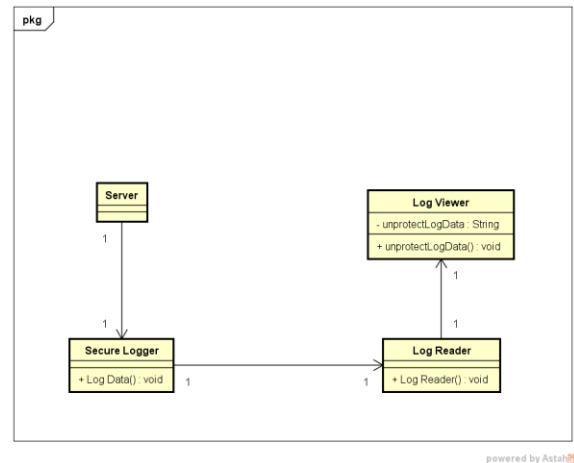 pkg
Server
Log Viewer
- unprotectLogData : String
+ unprotectLogData() : void
1
1
1
1
Secure Logger
+ Log Data() : void
Log Reader
+ Log Reader() : void
1
1
powered by Astah